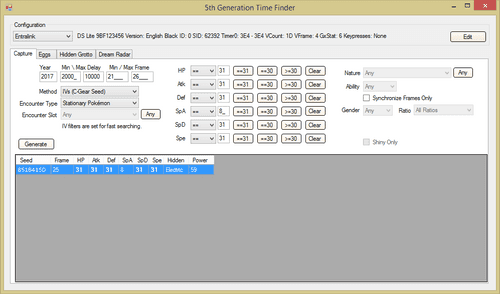 5th Generation Time Finder
Configuration
Entralink
DS Lite 9BF123456 Version: English Black ID: 0 SID: 62392 Timer0: 3E4 - 3E4 VCount: 1D VFrame: 4 GxStat: 6 Keypresses: None
Edit
Capture Eggs Hidden Grotto Dream Radar
Year Min \ Max Delay Min / Max Frame
2017 2000_ 10000 21___ 26___
Method IVs (C-Gear Seed)
Encounter Type Stationary Pokémon
Encounter Slot Any Any
IV filters are set for fast searching.
Generate
HP == 31 ==31 ==30 >=30 Clear
Atk == 31 ==31 ==30 >=30 Clear
Def == 31 ==31 ==30 >=30 Clear
SpA == 8_ ==31 ==30 >=30 Clear
SpD == 31 ==31 ==30 >=30 Clear
Spe == 31 ==31 ==30 >=30 Clear
Nature Any Any
Ability Any
Synchronize Frames Only
Gender Any Ratio All Ratios
Shiny Only
Seed Frame HP Atk Def SpA SpD Spe Hidden Power
25 31 31 31 8 31 31 Electric 59